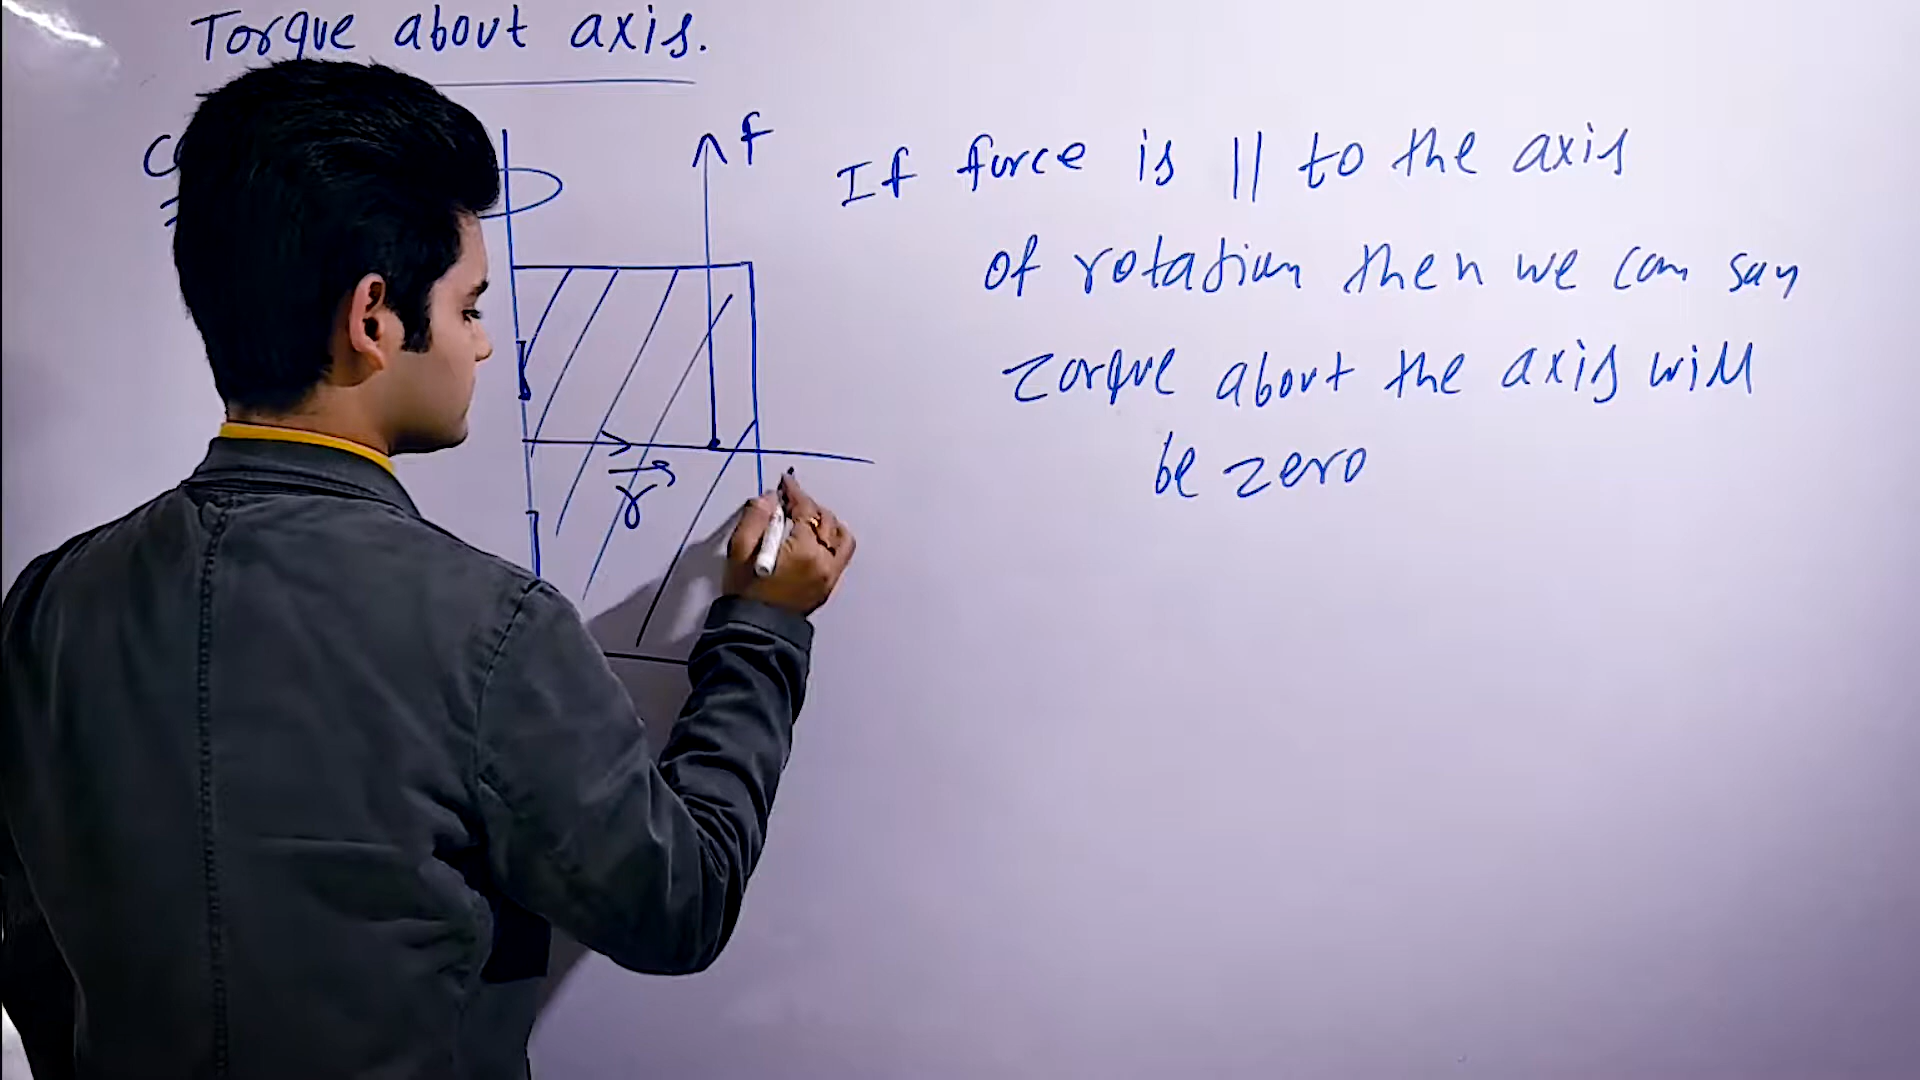 Torque about axis.
f
If force is || to the axis
of rotation then we can say
zorque about the axis will
be zero
r